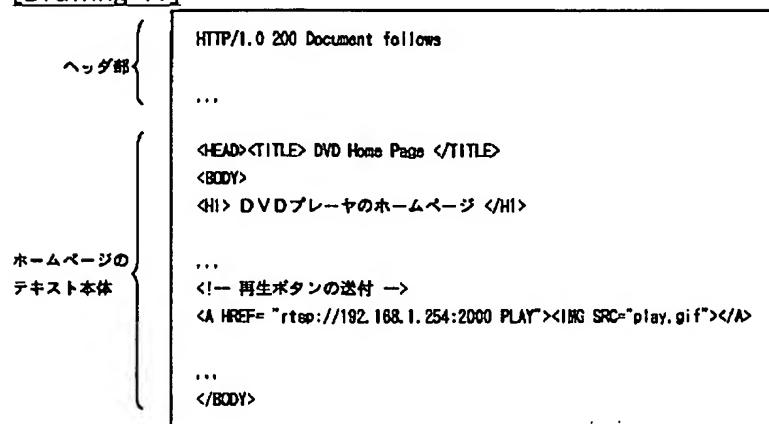 ヘッダ部
HTTP/1.0 200 Document follows
...
ホームページの
テキスト本体
<HEAD><TITLE> DVD Home Page </TITLE>
<BODY>
<H1> DVDプレーヤのホームページ </H1>
...
<!-- 再生ボタンの送付 -->
<A HREF= "rtsp://192.168.1.254:2000 PLAY"><IMG SRC="play.gif"></A>
...
</BODY>